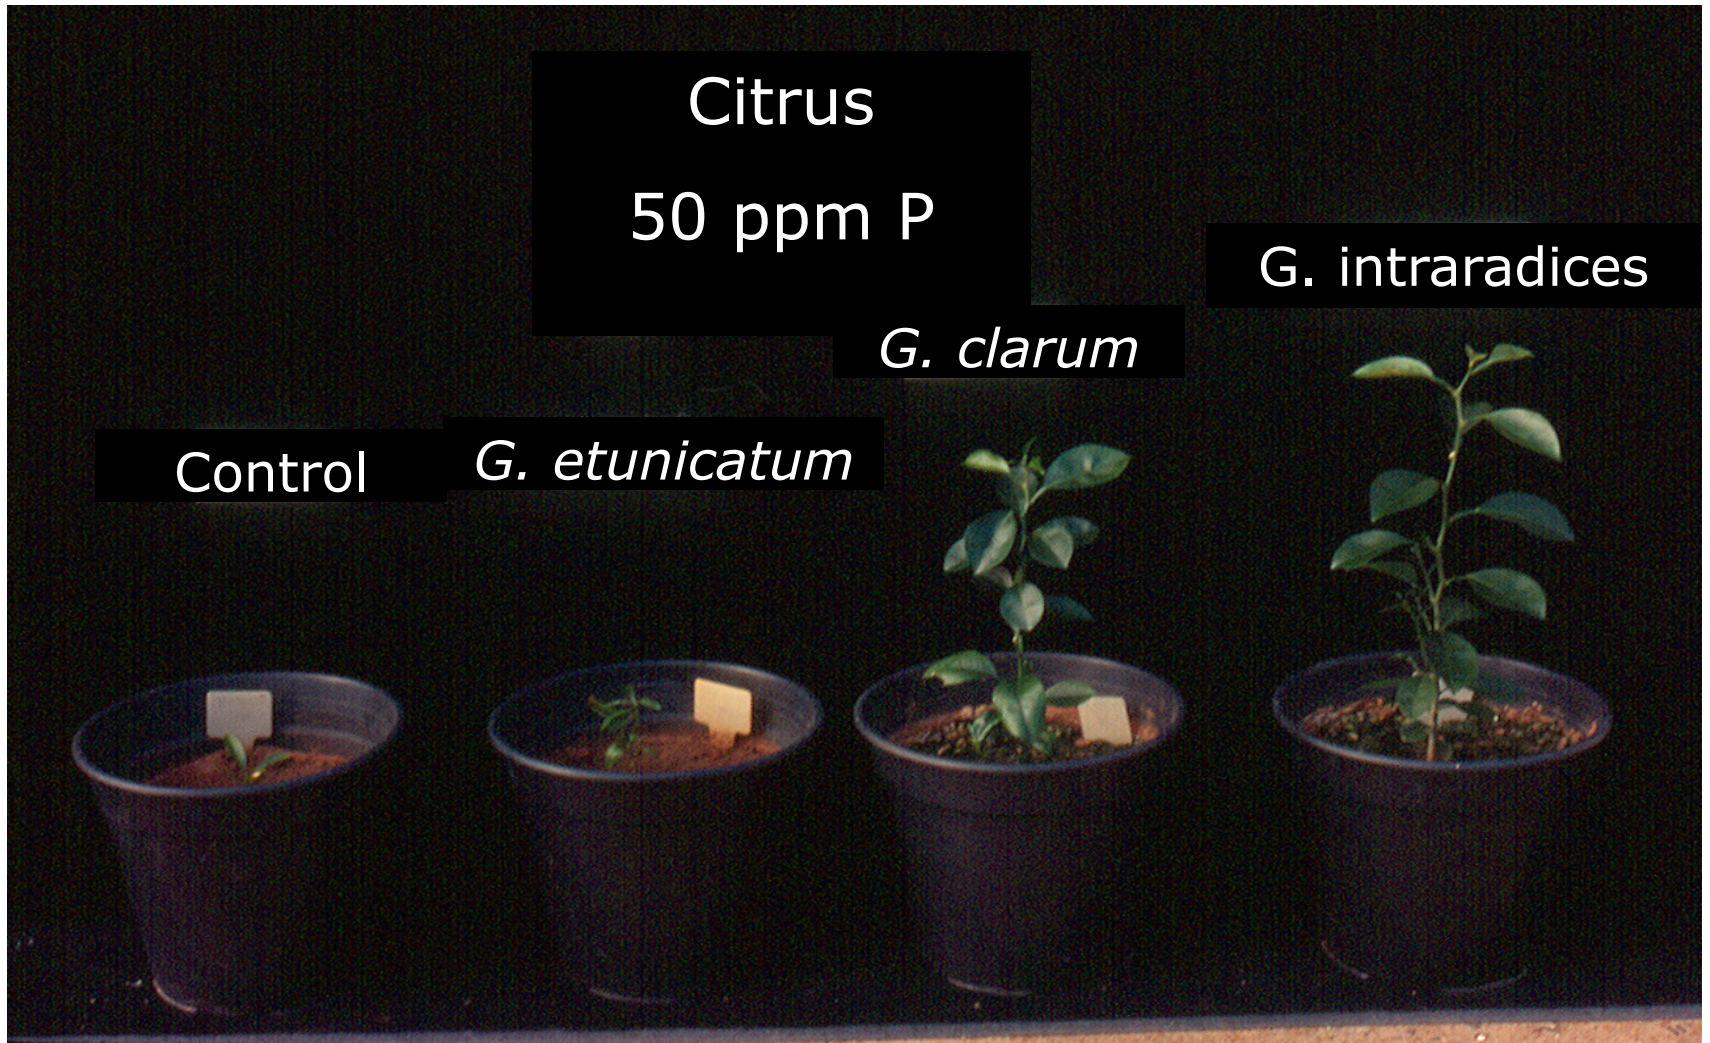 Citrus
50 ppm P
G. intraradices
G. clarum
G. etunicatum
Control